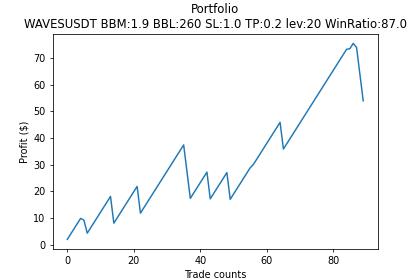 Portfolio
WAVESUSDT BBM:1.9 BBL:260 SL:1.0 TP:0.2 lev:20 WinRatio:87.0
70
60
50
40
30
20
10
0
Profit ($)
0 20 40 60 80
Trade counts